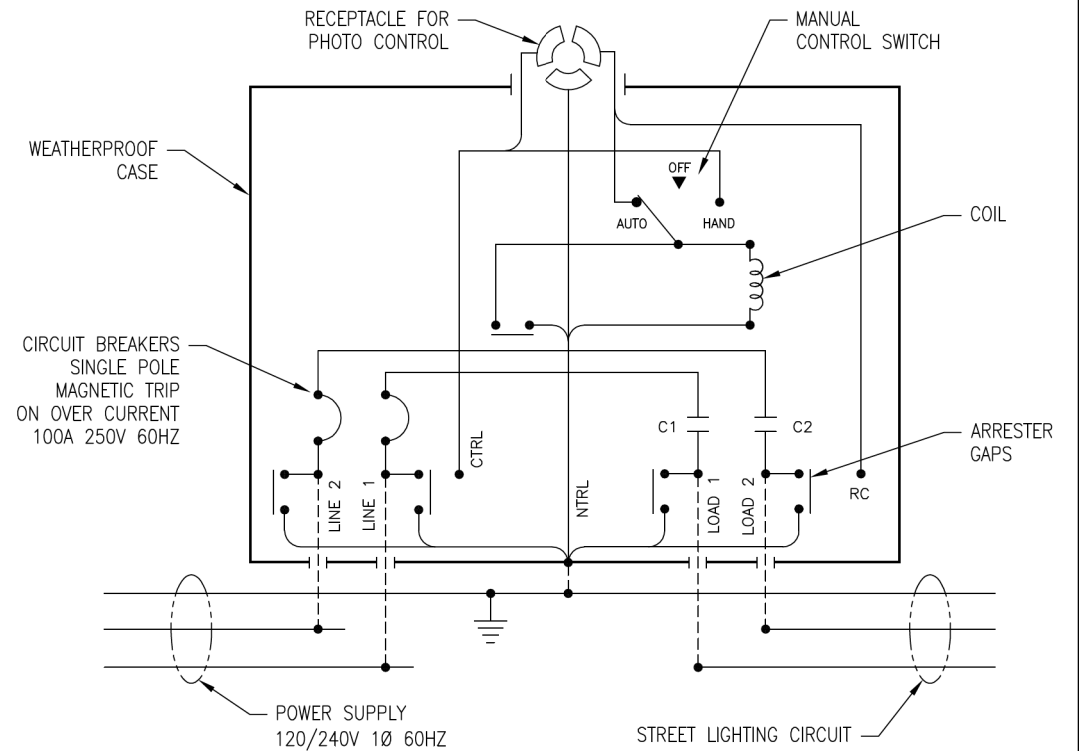 RECEPTACLE FOR
PHOTO CONTROL
MANUAL
CONTROL SWITCH
WEATHERPROOF
CASE
OFF
AUTO
HAND
COIL
CIRCUIT BREAKERS
SINGLE POLE
MAGNETIC TRIP
ON OVER CURRENT
100A 250V 60HZ
C1
C2
ARRESTER
GAPS
LINE 2
LINE 1
CTRL
NTRL
LOAD 1
LOAD 2
RC
POWER SUPPLY
120/240V 1Ø 60HZ
STREET LIGHTING CIRCUIT